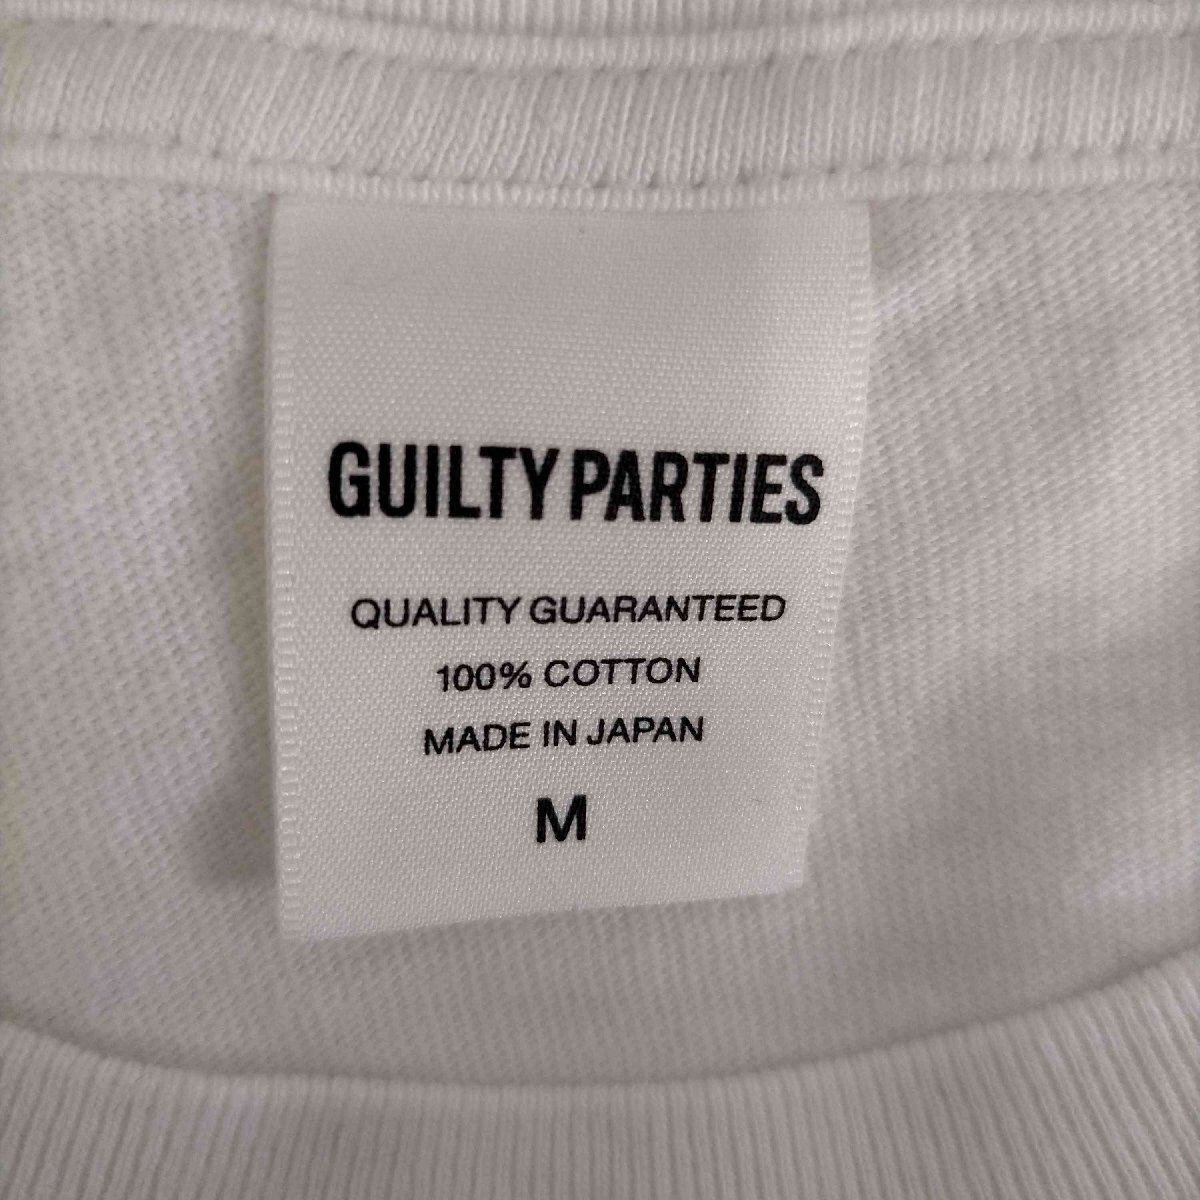 GUILTY PARTIES
QUALITY GUARANTEED
100% COTTON
MADE IN JAPAN
M